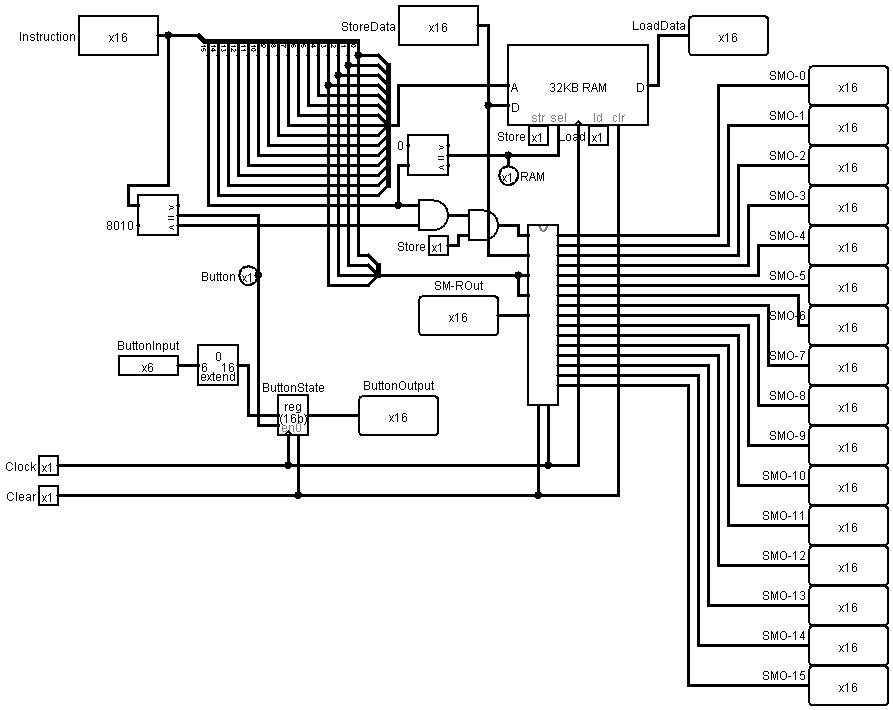 Instruction
x16
StoreData
x16
LoadData
x16
A
D
32KB RAM
D
str sel
ld clr
Store
x1
Load
x1
0
x1
RAM
8010
Store
x1
Button
x1
SM-ROut
x16
ButtonInput
x6
0
6 16
extend
ButtonState
reg
(16b)
en0
ButtonOutput
x16
Clock
x1
Clear
x1
SMO-0
x16
SMO-1
x16
SMO-2
x16
SMO-3
x16
SMO-4
x16
SMO-5
x16
SMO-6
x16
SMO-7
x16
SMO-8
x16
SMO-9
x16
SMO-10
x16
SMO-11
x16
SMO-12
x16
SMO-13
x16
SMO-14
x16
SMO-15
x16